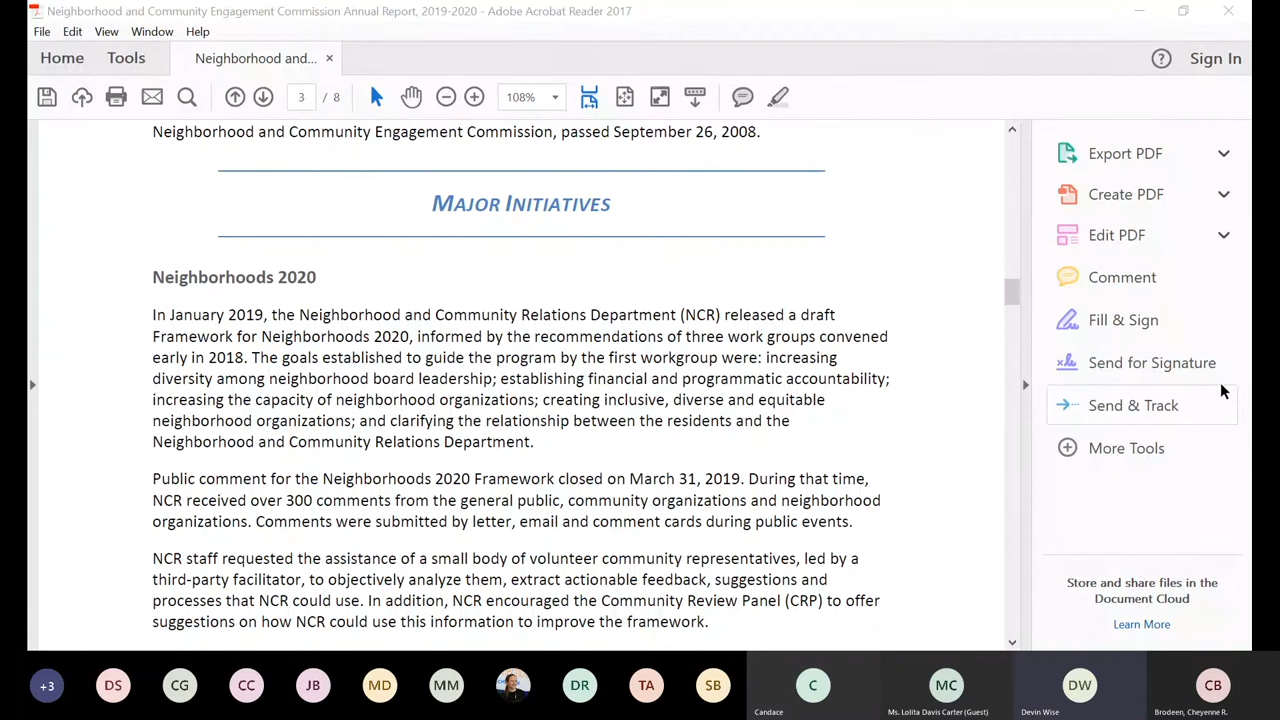 Neighborhood and Community Engagement Commission Annual Report, 2019-2020 - Adobe Acrobat Reader 2017
File Edit View Window Help
Home Tools Neighborhood and... × ? Sign In
3 / 8 108%
Neighborhood and Community Engagement Commission, passed September 26, 2008.
MAJOR INITIATIVES
Neighborhoods 2020
In January 2019, the Neighborhood and Community Relations Department (NCR) released a draft
Framework for Neighborhoods 2020, informed by the recommendations of three work groups convened
early in 2018. The goals established to guide the program by the first workgroup were: increasing
diversity among neighborhood board leadership; establishing financial and programmatic accountability;
increasing the capacity of neighborhood organizations; creating inclusive, diverse and equitable
neighborhood organizations; and clarifying the relationship between the residents and the
Neighborhood and Community Relations Department.
Public comment for the Neighborhoods 2020 Framework closed on March 31, 2019. During that time,
NCR received over 300 comments from the general public, community organizations and neighborhood
organizations. Comments were submitted by letter, email and comment cards during public events.
NCR staff requested the assistance of a small body of volunteer community representatives, led by a
third-party facilitator, to objectively analyze them, extract actionable feedback, suggestions and
processes that NCR could use. In addition, NCR encouraged the Community Review Panel (CRP) to offer
suggestions on how NCR could use this information to improve the framework.
Export PDF
Create PDF
Edit PDF
Comment
Fill & Sign
Send for Signature
Send & Track
More Tools
Store and share files in the
Document Cloud
Learn More
+3 DS CG CC JB MD MM DR TA SB C MC DW CB
Candace Ms. Lolita Davis Carter (Guest) Devin Wise Brodeen, Cheyenne R.